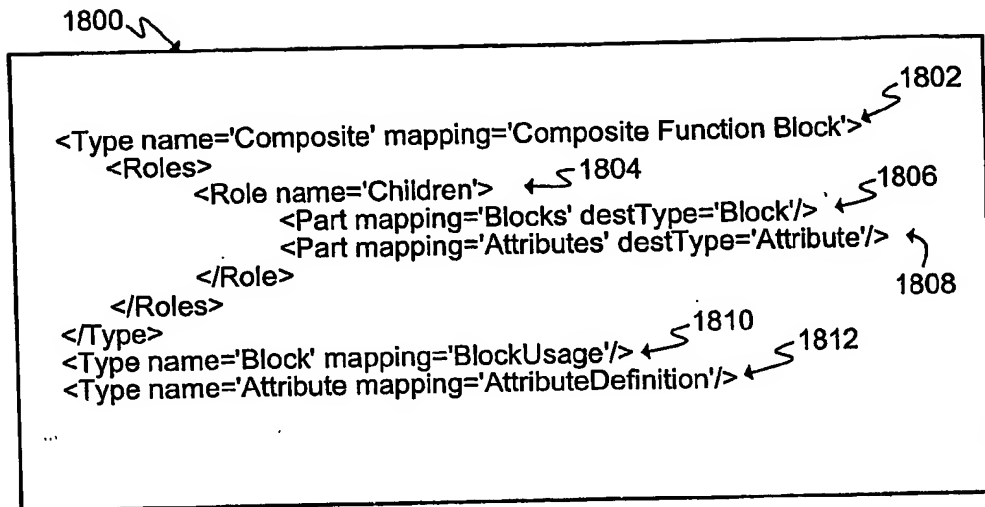 1800
1802
<Type name='Composite' mapping='Composite Function Block'>
<Roles>
<Role name='Children'> 1804
1806
<Part mapping='Blocks' destType='Block'/>
<Part mapping='Attributes' destType='Attribute'/>
</Role> 1808
</Roles>
</Type> 1810
<Type name='Block' mapping='BlockUsage'/> 1812
<Type name='Attribute mapping='AttributeDefinition'/>
...